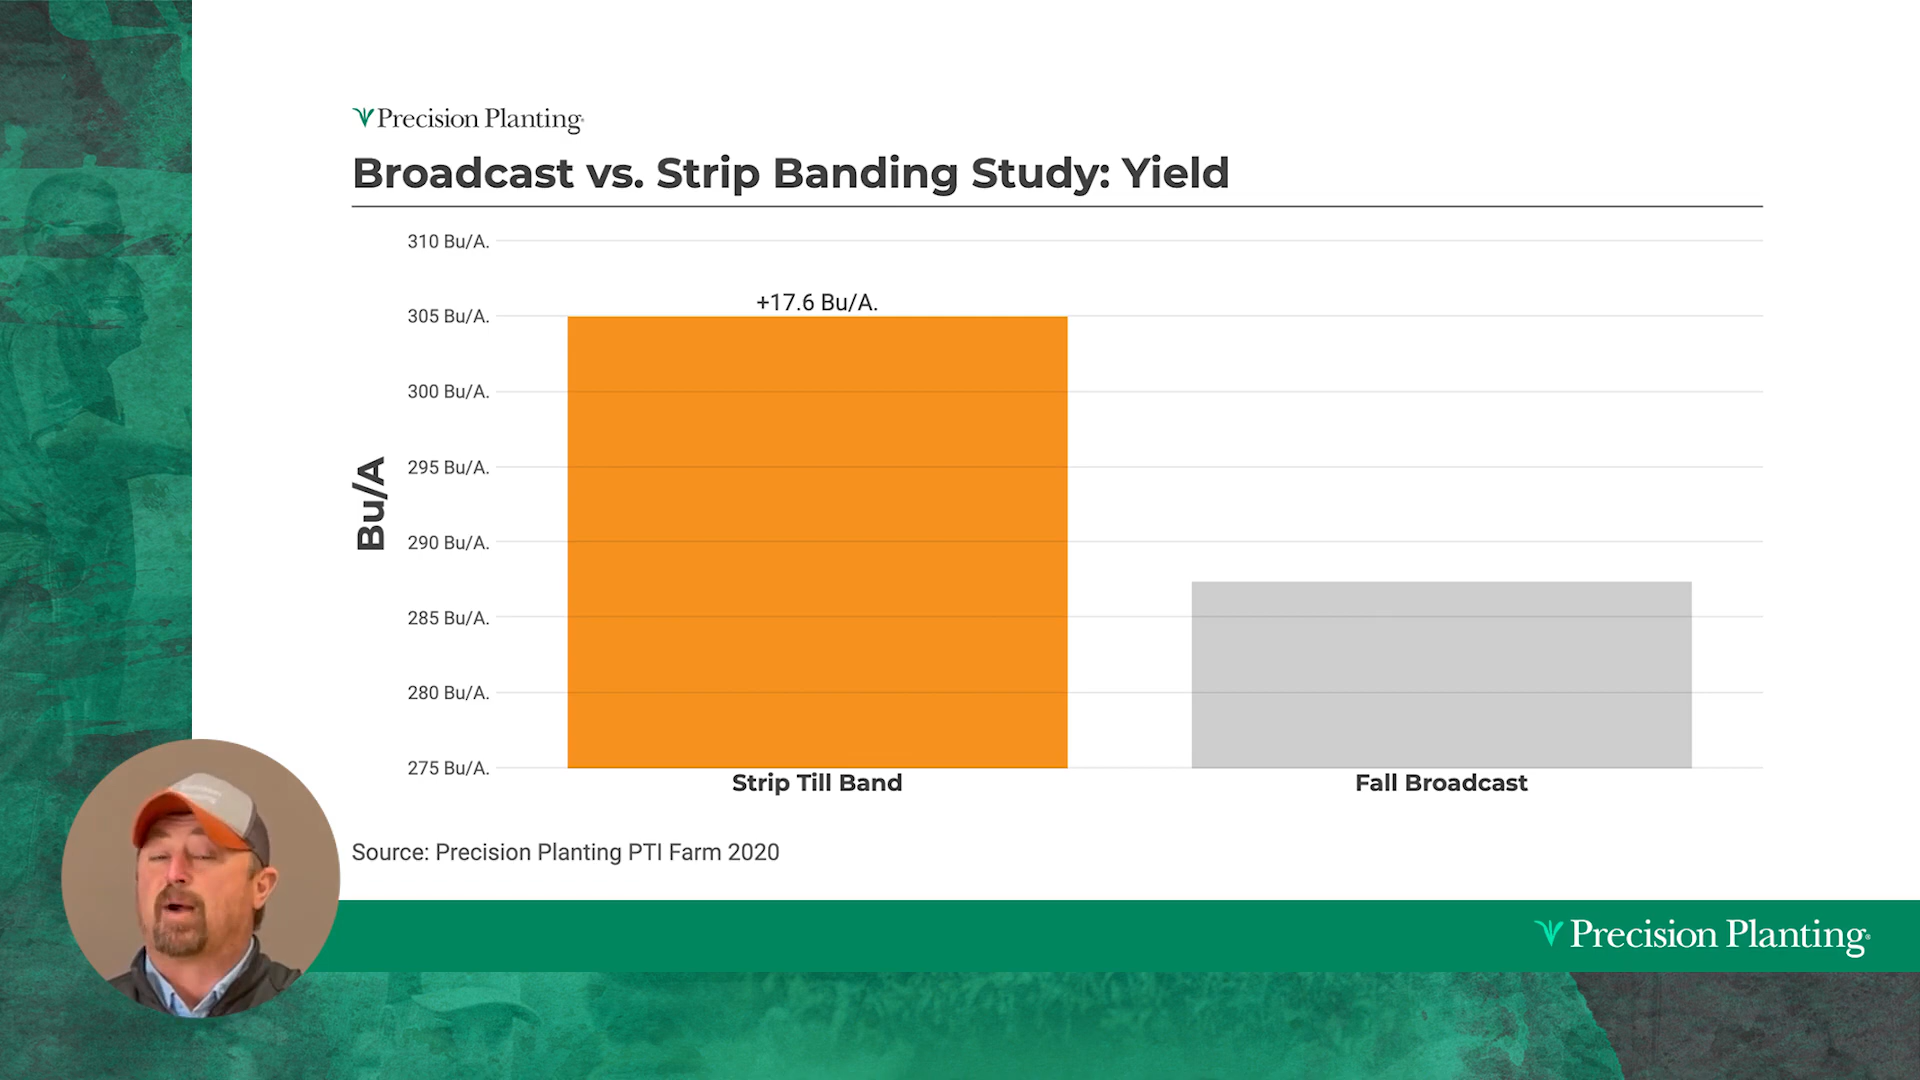 Precision Planting
Broadcast vs. Strip Banding Study: Yield
310 Bu/A.
+17.6 Bu/A.
305 Bu/A.
300 Bu/A.
295 Bu/A.
Bu/A
290 Bu/A.
285 Bu/A.
280 Bu/A.
275 Bu/A.
Strip Till Band
Fall Broadcast
Source: Precision Planting PTI Farm 2020
Precision Planting